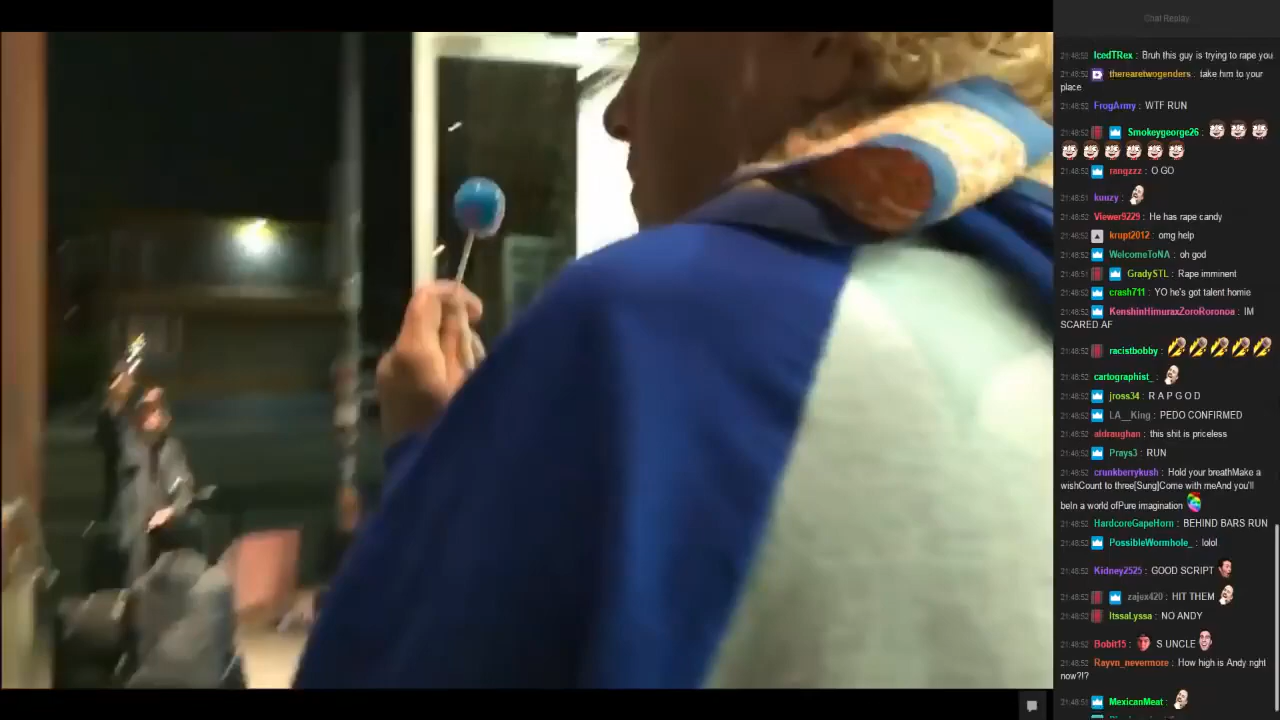 Chat Replay
21:48:52 IcedTRex : Bruh this guy is trying to rape you
21:48:52 therearetwogenders : take him to your
place
21:48:52 FrogArmy : WTF RUN
21:48:52 Smokeygeorge26 :
21:48:52 rangzzz : O GO
21:48:51 kuuzy :
21:48:52 Viewer9229 : He has rape candy
21:48:52 krupt2012 : omg help
21:48:52 WelcomeToNA : oh god
21:48:51 GradySTL : Rape imminent
21:48:52 crash711 : YO he's got talent homie
21:48:52 KenshinHimuraxZoroRoronoa : IM
SCARED AF
21:48:52 racistbobby :
21:48:52 cartographist_ :
21:48:52 jross34 : R A P G O D
21:48:52 LA__King : PEDO CONFIRMED
21:48:52 aldraughan : this shit is priceless
21:48:52 Prays3 : RUN
21:48:52 crunkberrykush : Hold your breathMake a
wishCount to three[Sung]Come with meAnd you'll
beIn a world ofPure imagination
21:48:52 HardcoreGapeHorn : BEHIND BARS RUN
21:48:52 PossibleWormhole_ : lolol
21:48:52 Kidney2525 : GOOD SCRIPT
21:48:52 zajex420 : HIT THEM
21:48:52 ItssaLyssa : NO ANDY
21:48:52 Bobit15 : S UNCLE
21:48:52 Rayvn_nevermore : How high is Andy right
now?!?
21:48:51 MexicanMeat :